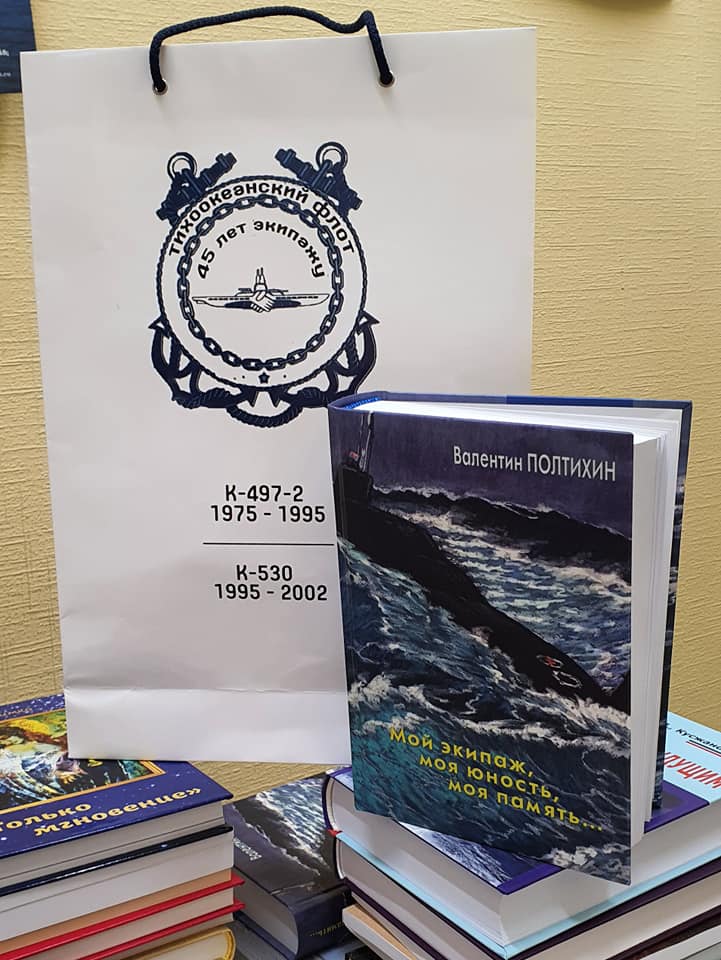 тихоокеанский флот
45 лет экипажу
К-497-2
1975 - 1995
К-530
1995 - 2002
Валентин ПОЛТИХИН
Мой экипаж,
моя юность,
моя память...
только
мгновение»